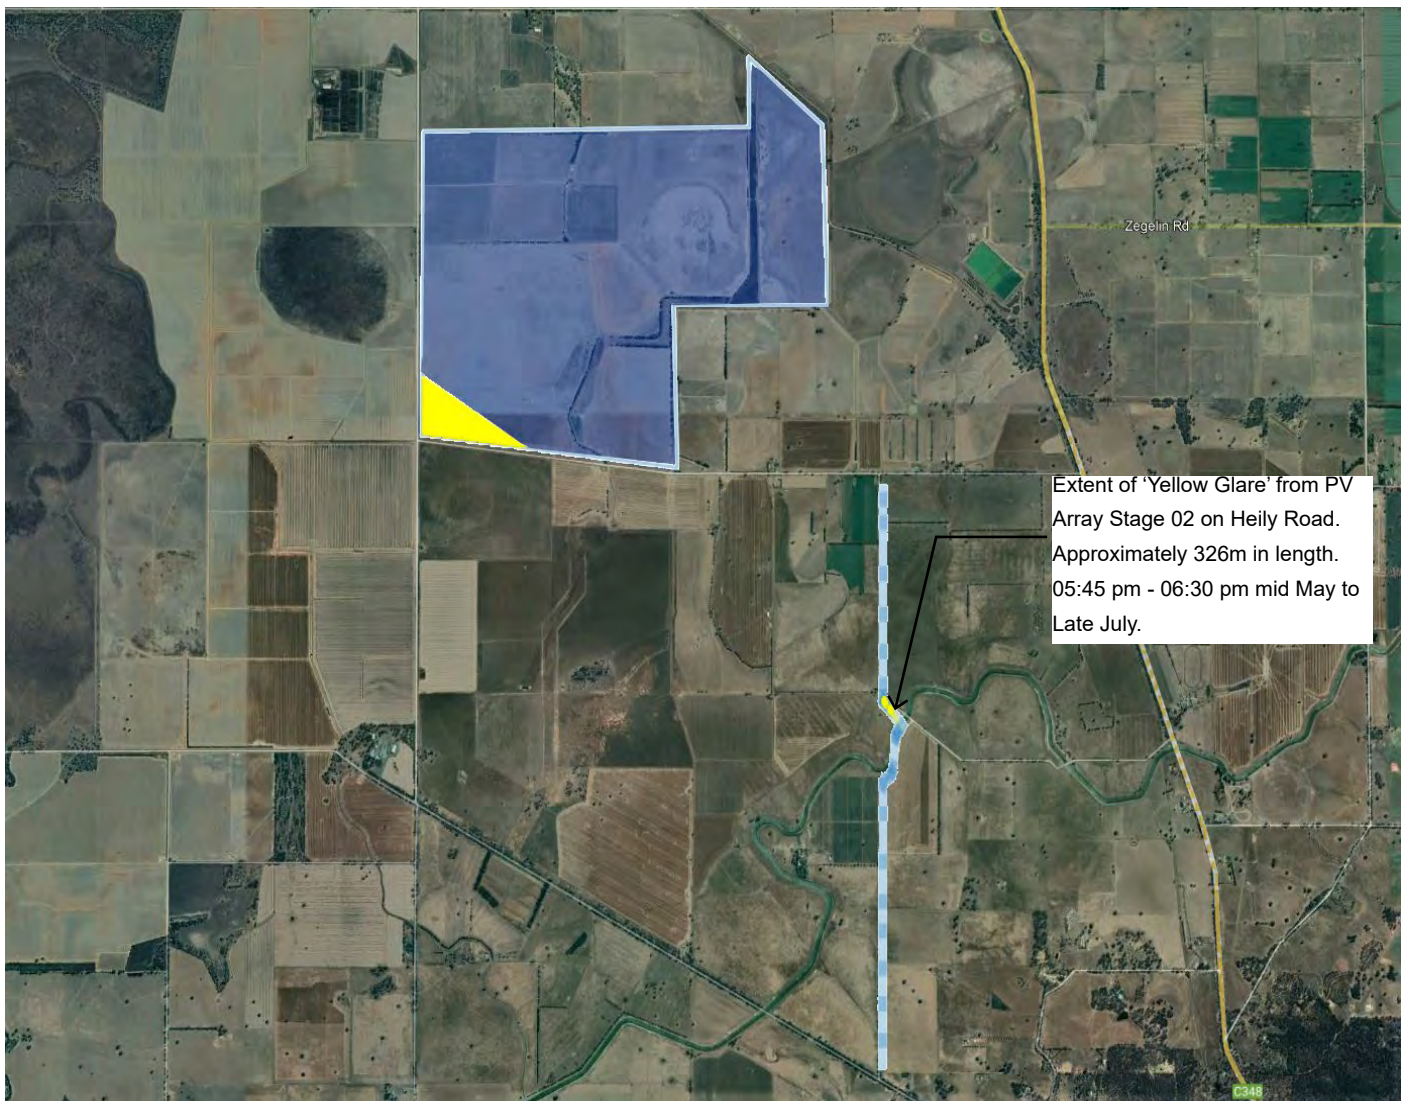 Zegelin Rd
Extent of ‘Yellow Glare’ from PV
Array Stage 02 on Heily Road.
Approximately 326m in length.
05:45 pm - 06:30 pm mid May to
Late July.
C348